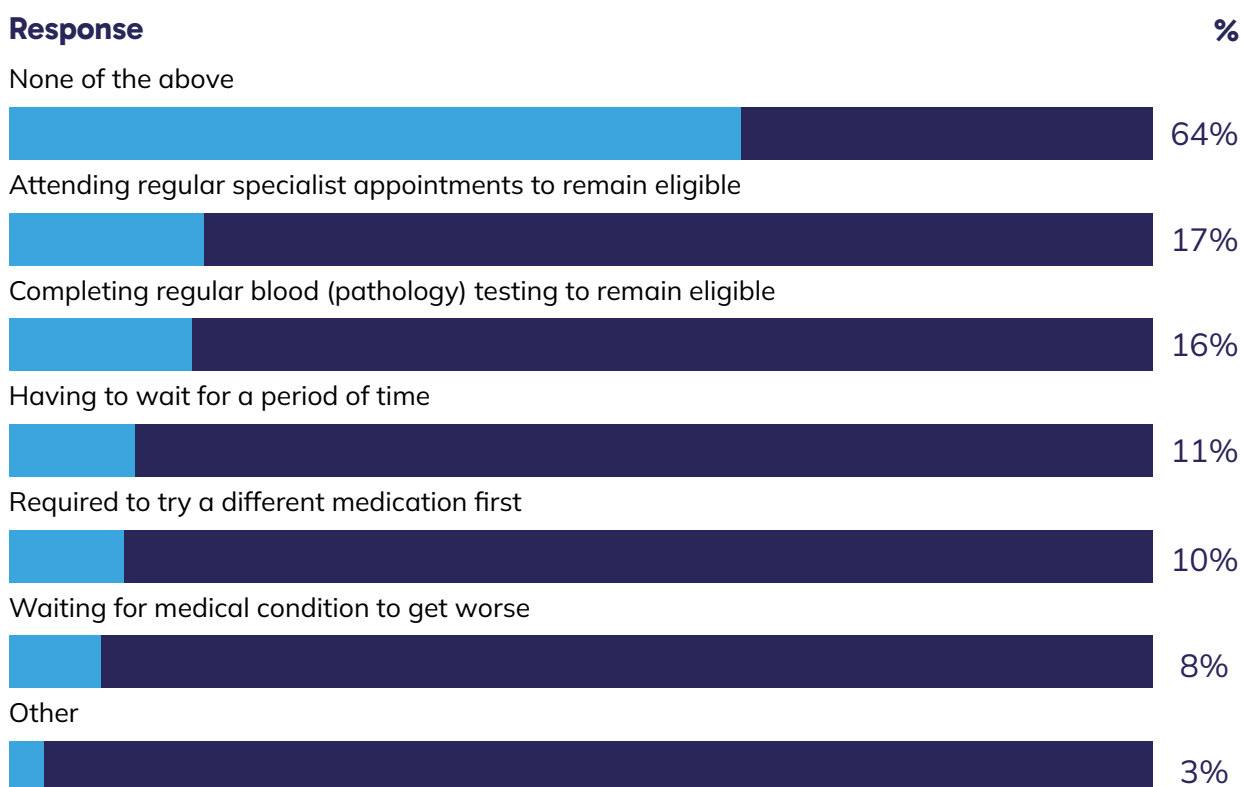 Response %
None of the above
64%
Attending regular specialist appointments to remain eligible
17%
Completing regular blood (pathology) testing to remain eligible
16%
Having to wait for a period of time
11%
Required to try a different medication first
10%
Waiting for medical condition to get worse
8%
Other
3%